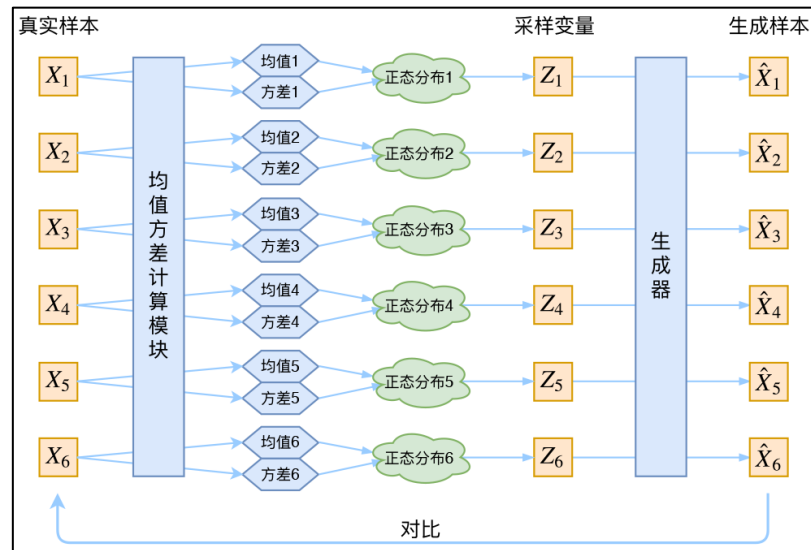 真实样本 采样变量 生成样本
X₁ 均值1 方差1 正态分布1 Z₁ X̂₁
X₂ 均值2 方差2 正态分布2 Z₂ X̂₂
X₃ 均值3 方差3 正态分布3 Z₃ X̂₃
X₄ 均值4 方差4 正态分布4 Z₄ X̂₄
X₅ 均值5 方差5 正态分布5 Z₅ X̂₅
X₆ 均值6 方差6 正态分布6 Z₆ X̂₆
均值方差计算模块
生成器
对比